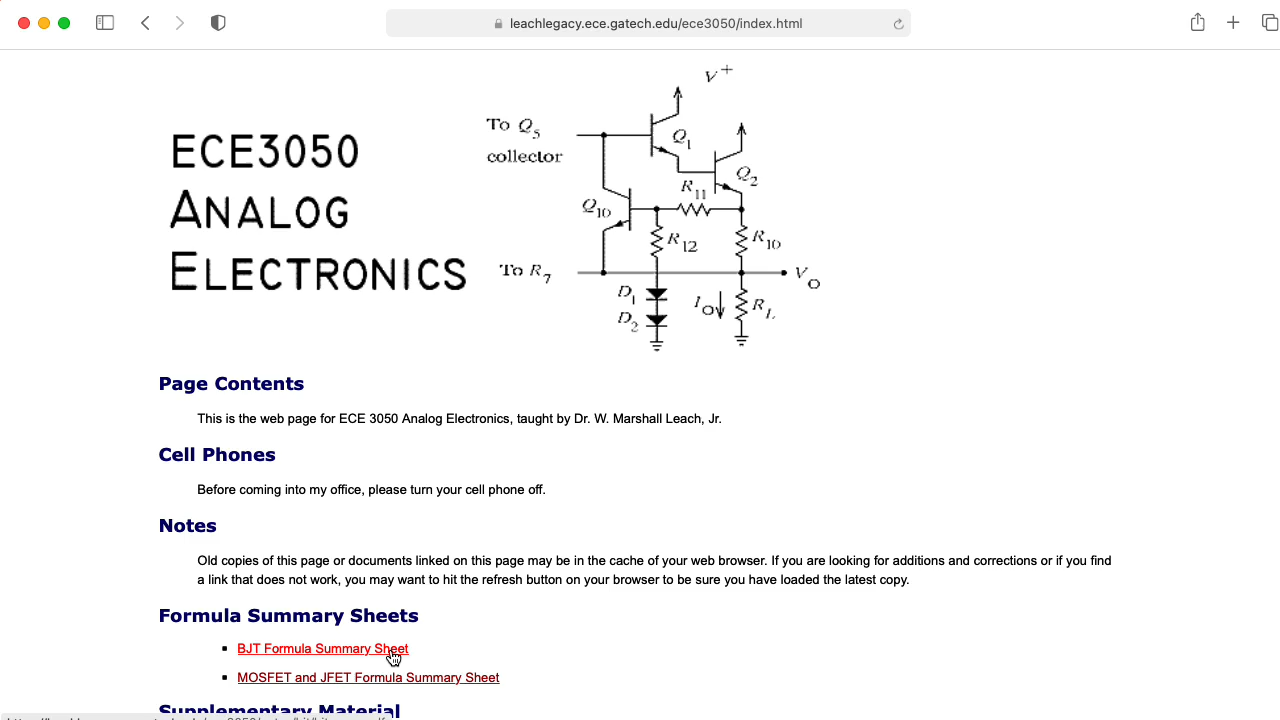 leachlegacy.ece.gatech.edu/ece3050/index.html
ECE3050
ANALOG
ELECTRONICS
V+
To Q5
collector
Q1
Q2
R11
Q10
R12
R10
To R7
VO
D1
IO
RL
D2
Page Contents
This is the web page for ECE 3050 Analog Electronics, taught by Dr. W. Marshall Leach, Jr.
Cell Phones
Before coming into my office, please turn your cell phone off.
Notes
Old copies of this page or documents linked on this page may be in the cache of your web browser. If you are looking for additions and corrections or if you find
a link that does not work, you may want to hit the refresh button on your browser to be sure you have loaded the latest copy.
Formula Summary Sheets
BJT Formula Summary Sheet
MOSFET and JFET Formula Summary Sheet
Supplementary Material